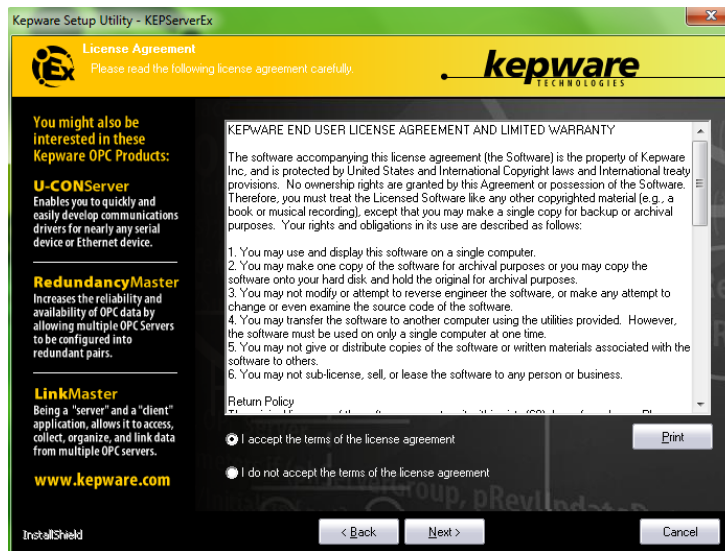 Kepware Setup Utility - KEPServerEx
License Agreement
Please read the following license agreement carefully.
iEx
kepware
TECHNOLOGIES
You might also be
interested in these
Kepware OPC Products:
U-CONServer
Enables you to quickly and
easily develop communications
drivers for nearly any serial
device or Ethernet device.
RedundancyMaster
Increases the reliability and
availability of OPC data by
allowing multiple OPC Servers
to be configured into
redundant pairs.
LinkMaster
Being a "server" and a "client"
application, allows it to access,
collect, organize, and link data
from multiple OPC servers.
www.kepware.com
KEPWARE END USER LICENSE AGREEMENT AND LIMITED WARRANTY
The software accompanying this license agreement (the Software) is the property of Kepware
Inc, and is protected by United States and International Copyright laws and International treaty
provisions.  No ownership rights are granted by this Agreement or possession of the Software.
Therefore, you must treat the Licensed Software like any other copyrighted material (e.g., a
book or musical recording), except that you may make a single copy for backup or archival
purposes.  Your rights and obligations in its use are described as follows:
1. You may use and display this software on a single computer.
2. You may make one copy of the software for archival purposes or you may copy the
software onto your hard disk and hold the original for archival purposes.
3. You may not modify or attempt to reverse engineer the software, or make any attempt to
change or even examine the source code of the software.
4. You may transfer the software to another computer using the utilities provided.  However,
the software must be used on only a single computer at one time.
5. You may not give or distribute copies of the software or written materials associated with the
software to others.
6. You may not sub-license, sell, or lease the software to any person or business.
Return Policy
I accept the terms of the license agreement
Print
I do not accept the terms of the license agreement
InstallShield
< Back
Next >
Cancel